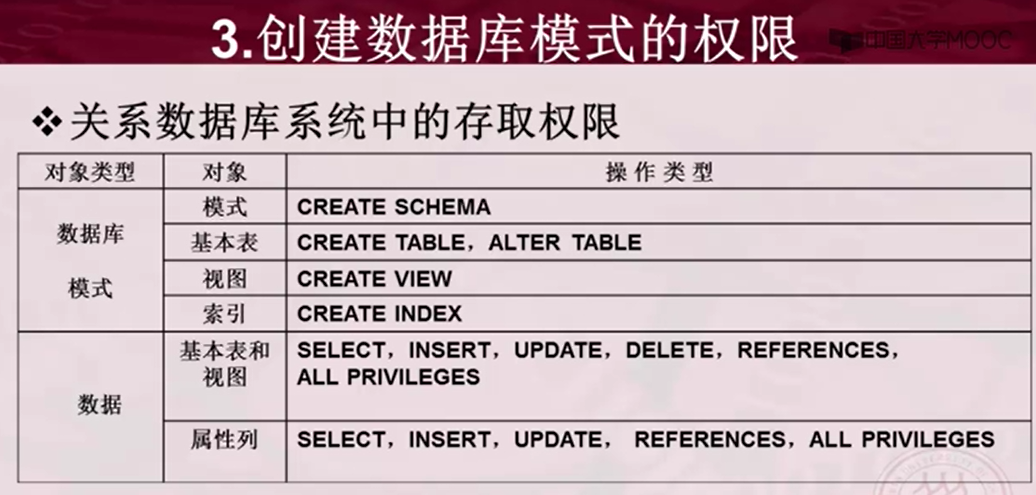 3.创建数据库模式的权限
中国大学MOOC
❖关系数据库系统中的存取权限
对象类型 对象 操作类型
数据库
模式
模式 CREATE SCHEMA
基本表 CREATE TABLE，ALTER TABLE
视图 CREATE VIEW
索引 CREATE INDEX
数据
基本表和
视图
SELECT，INSERT，UPDATE，DELETE，REFERENCES，
ALL PRIVILEGES
属性列 SELECT，INSERT，UPDATE， REFERENCES，ALL PRIVILEGES